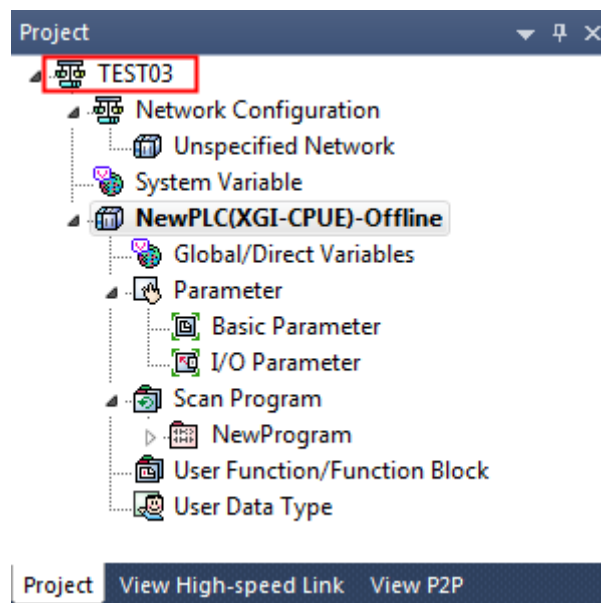 Project
TEST03
Network Configuration
Unspecified Network
System Variable
NewPLC(XGI-CPUE)-Offline
Global/Direct Variables
Parameter
Basic Parameter
I/O Parameter
Scan Program
NewProgram
User Function/Function Block
User Data Type
Project View High-speed Link View P2P